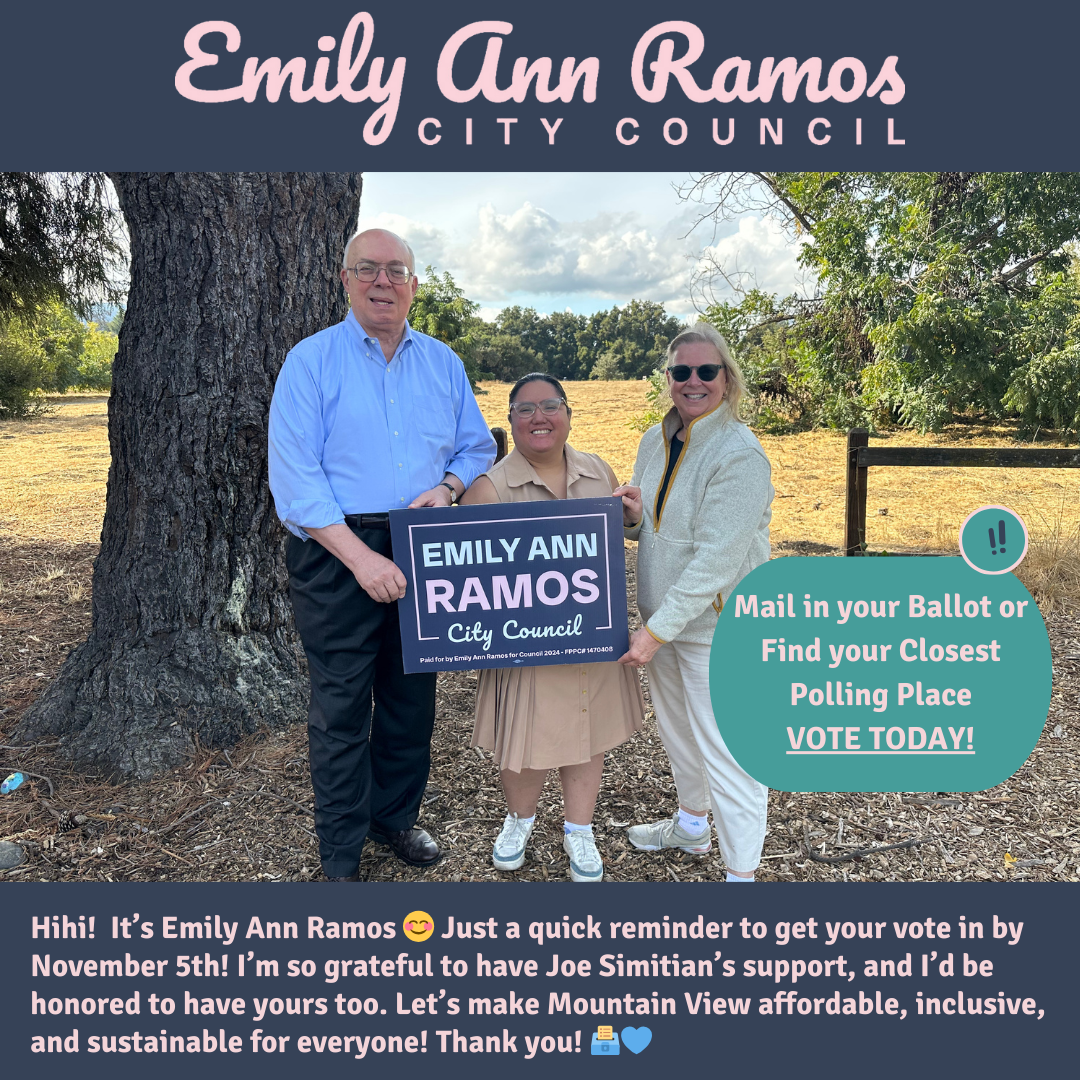 Emily Ann Ramos
CITY COUNCIL
EMILY ANN
RAMOS
City Council
Paid for by Emily Ann Ramos for Council 2024 - FPPC# 1470408
!!
Mail in your Ballot or
Find your Closest
Polling Place
VOTE TODAY!
Hihi! It's Emily Ann Ramos 😊 Just a quick reminder to get your vote in by
November 5th! I'm so grateful to have Joe Simitian's support, and I'd be
honored to have yours too. Let's make Mountain View affordable, inclusive,
and sustainable for everyone! Thank you! 🗳️💙